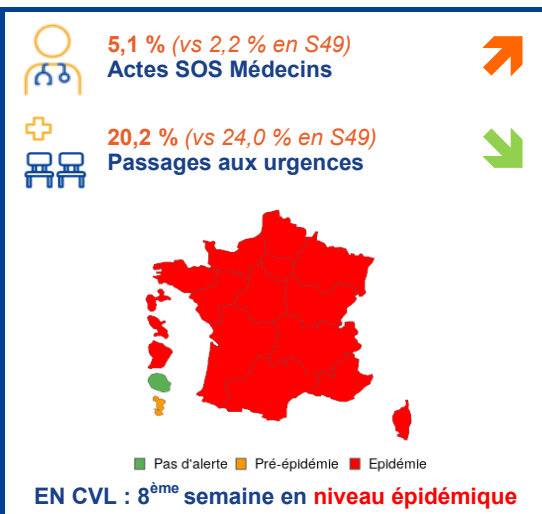 5,1 % (vs 2,2 % en S49)
Actes SOS Médecins
20,2 % (vs 24,0 % en S49)
Passages aux urgences
Pas d'alerte Pré-épidémie Epidémie
EN CVL : 8ème semaine en niveau épidémique